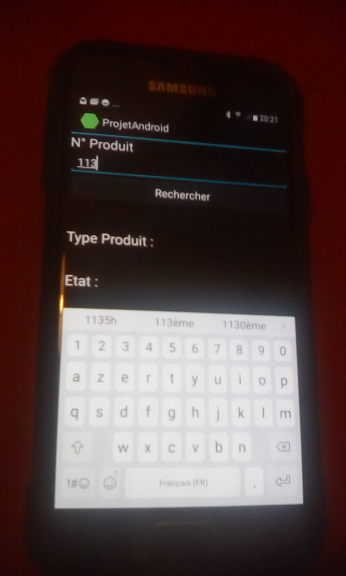 SAMSUNG
20:21
ProjetAndroid
N° Produit
113
Rechercher
Type Produit :
Etat :
1135h 113ème 1130ème
1 2 3 4 5 6 7 8 9 0
a z e r t y u i o p
q s d f g h j k l m
w x c v b n
!#☺ Français (FR) .